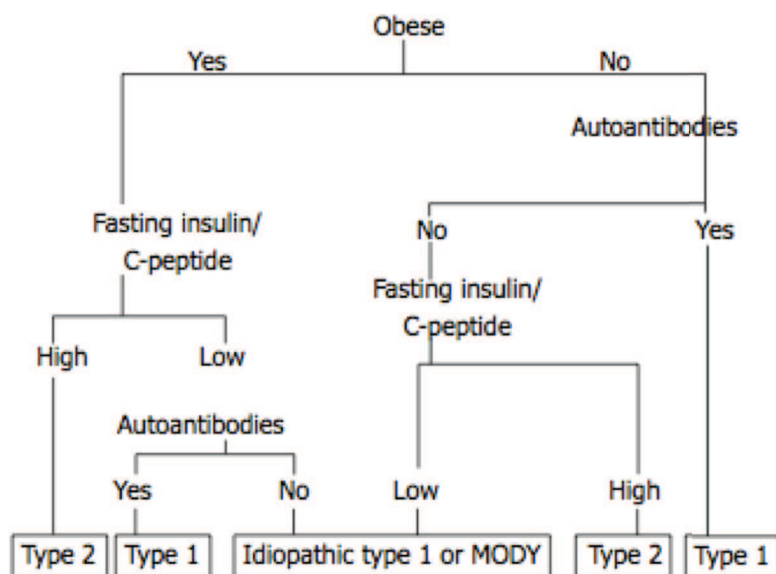 Obese
Yes
No
Autoantibodies
Fasting insulin/
C-peptide
No
Yes
Fasting insulin/
C-peptide
High
Low
Autoantibodies
Yes
No
Low
High
Type 2
Type 1
Idiopathic type 1 or MODY
Type 2
Type 1